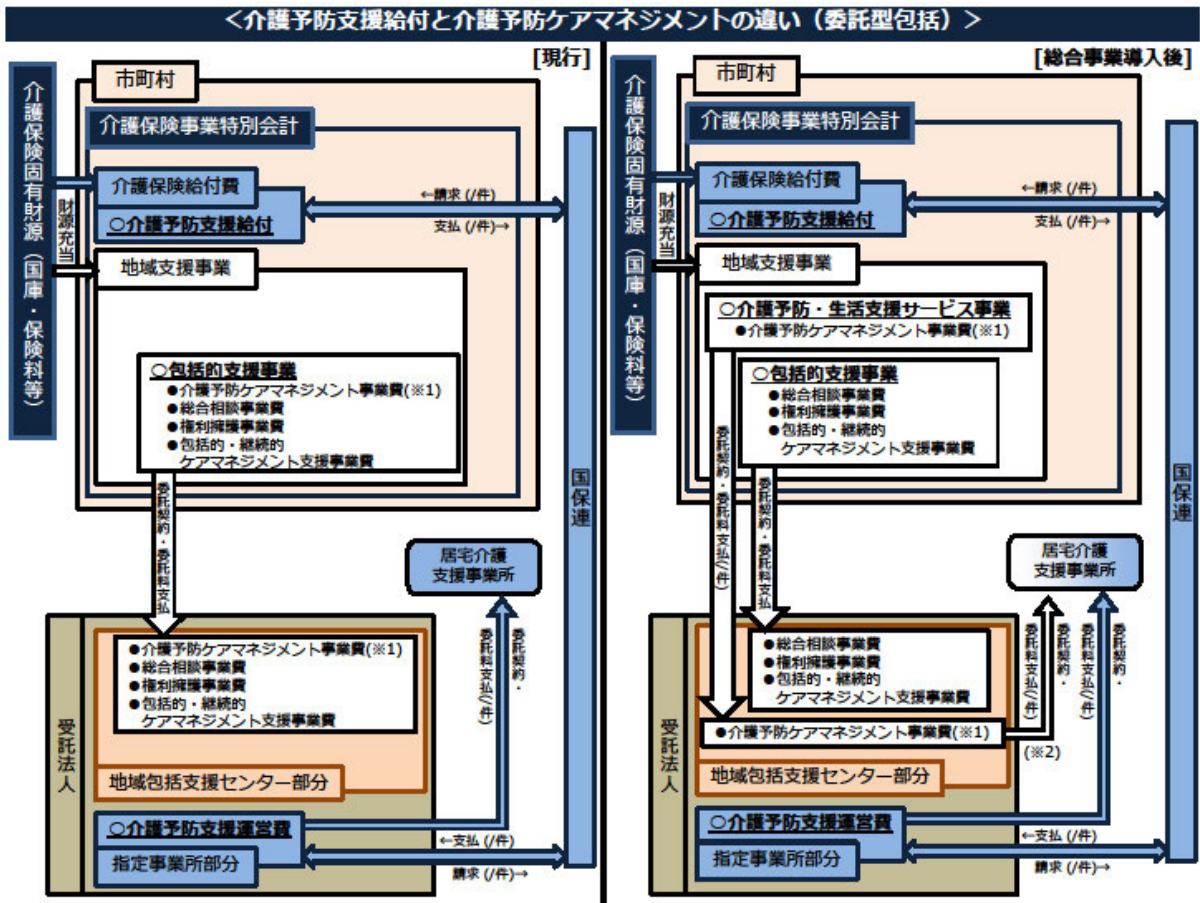 ＜介護予防支援給付と介護予防ケアマネジメントの違い（委託型包括）＞
[現行]
介護保険固有財源（国庫・保険料等）
市町村
介護保険事業特別会計
財源充当
介護保険給付費
○介護予防支援給付
←請求 (/件)
支払 (/件)→
地域支援事業
○包括的支援事業
●介護予防ケアマネジメント事業費(※1)
●総合相談事業費
●権利擁護事業費
●包括的・継続的
ケアマネジメント支援事業費
国保連
委託契約・委託料支払
居宅介護
支援事業所
委託契約・
委託料支払(/件)
受託法人
●介護予防ケアマネジメント事業費(※1)
●総合相談事業費
●権利擁護事業費
●包括的・継続的
ケアマネジメント支援事業費
地域包括支援センター部分
○介護予防支援運営費
指定事業所部分
←支払 (/件)
請求 (/件)→
[総合事業導入後]
介護保険固有財源（国庫・保険料等）
市町村
介護保険事業特別会計
財源充当
介護保険給付費
○介護予防支援給付
←請求 (/件)
支払 (/件)→
地域支援事業
○介護予防・生活支援サービス事業
●介護予防ケアマネジメント事業費(※1)
○包括的支援事業
●総合相談事業費
●権利擁護事業費
●包括的・継続的
ケアマネジメント支援事業費
国保連
委託契約・委託料支払(/件)
委託契約・委託料支払
居宅介護
支援事業所
委託契約・
委託料支払(/件)
委託契約・
委託料支払(/件)
受託法人
●総合相談事業費
●権利擁護事業費
●包括的・継続的
ケアマネジメント支援事業費
●介護予防ケアマネジメント事業費(※1)
(※2)
地域包括支援センター部分
○介護予防支援運営費
指定事業所部分
←支払 (/件)
請求 (/件)→